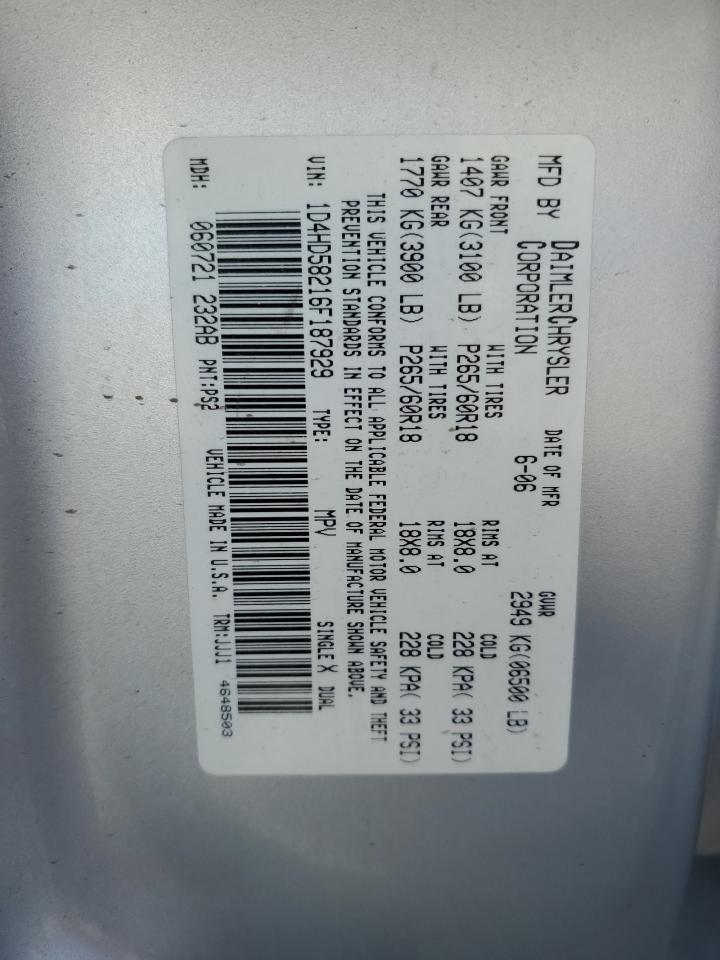 MFD BY DAIMLERCHRYSLER CORPORATION DATE OF MFR 6-06 GVWR 2949 KG(06500 LB)
GAWR FRONT WITH TIRES RIMS AT COLD
1407 KG(3100 LB) P265/60R18 18X8.0 228 KPA( 33 PSI)
GAWR REAR WITH TIRES RIMS AT COLD
1770 KG(3900 LB) P265/60R18 18X8.0 228 KPA( 33 PSI)
THIS VEHICLE CONFORMS TO ALL APPLICABLE FEDERAL MOTOR VEHICLE SAFETY AND THEFT
PREVENTION STANDARDS IN EFFECT ON THE DATE OF MANUFACTURE SHOWN ABOVE.
VIN: 1D4HD58216F187929 TYPE: MPV SINGLE X DUAL
MDH: 060721 232AB PNT:PS2 VEHICLE MADE IN U.S.A. TRM:JJJ1 4648503